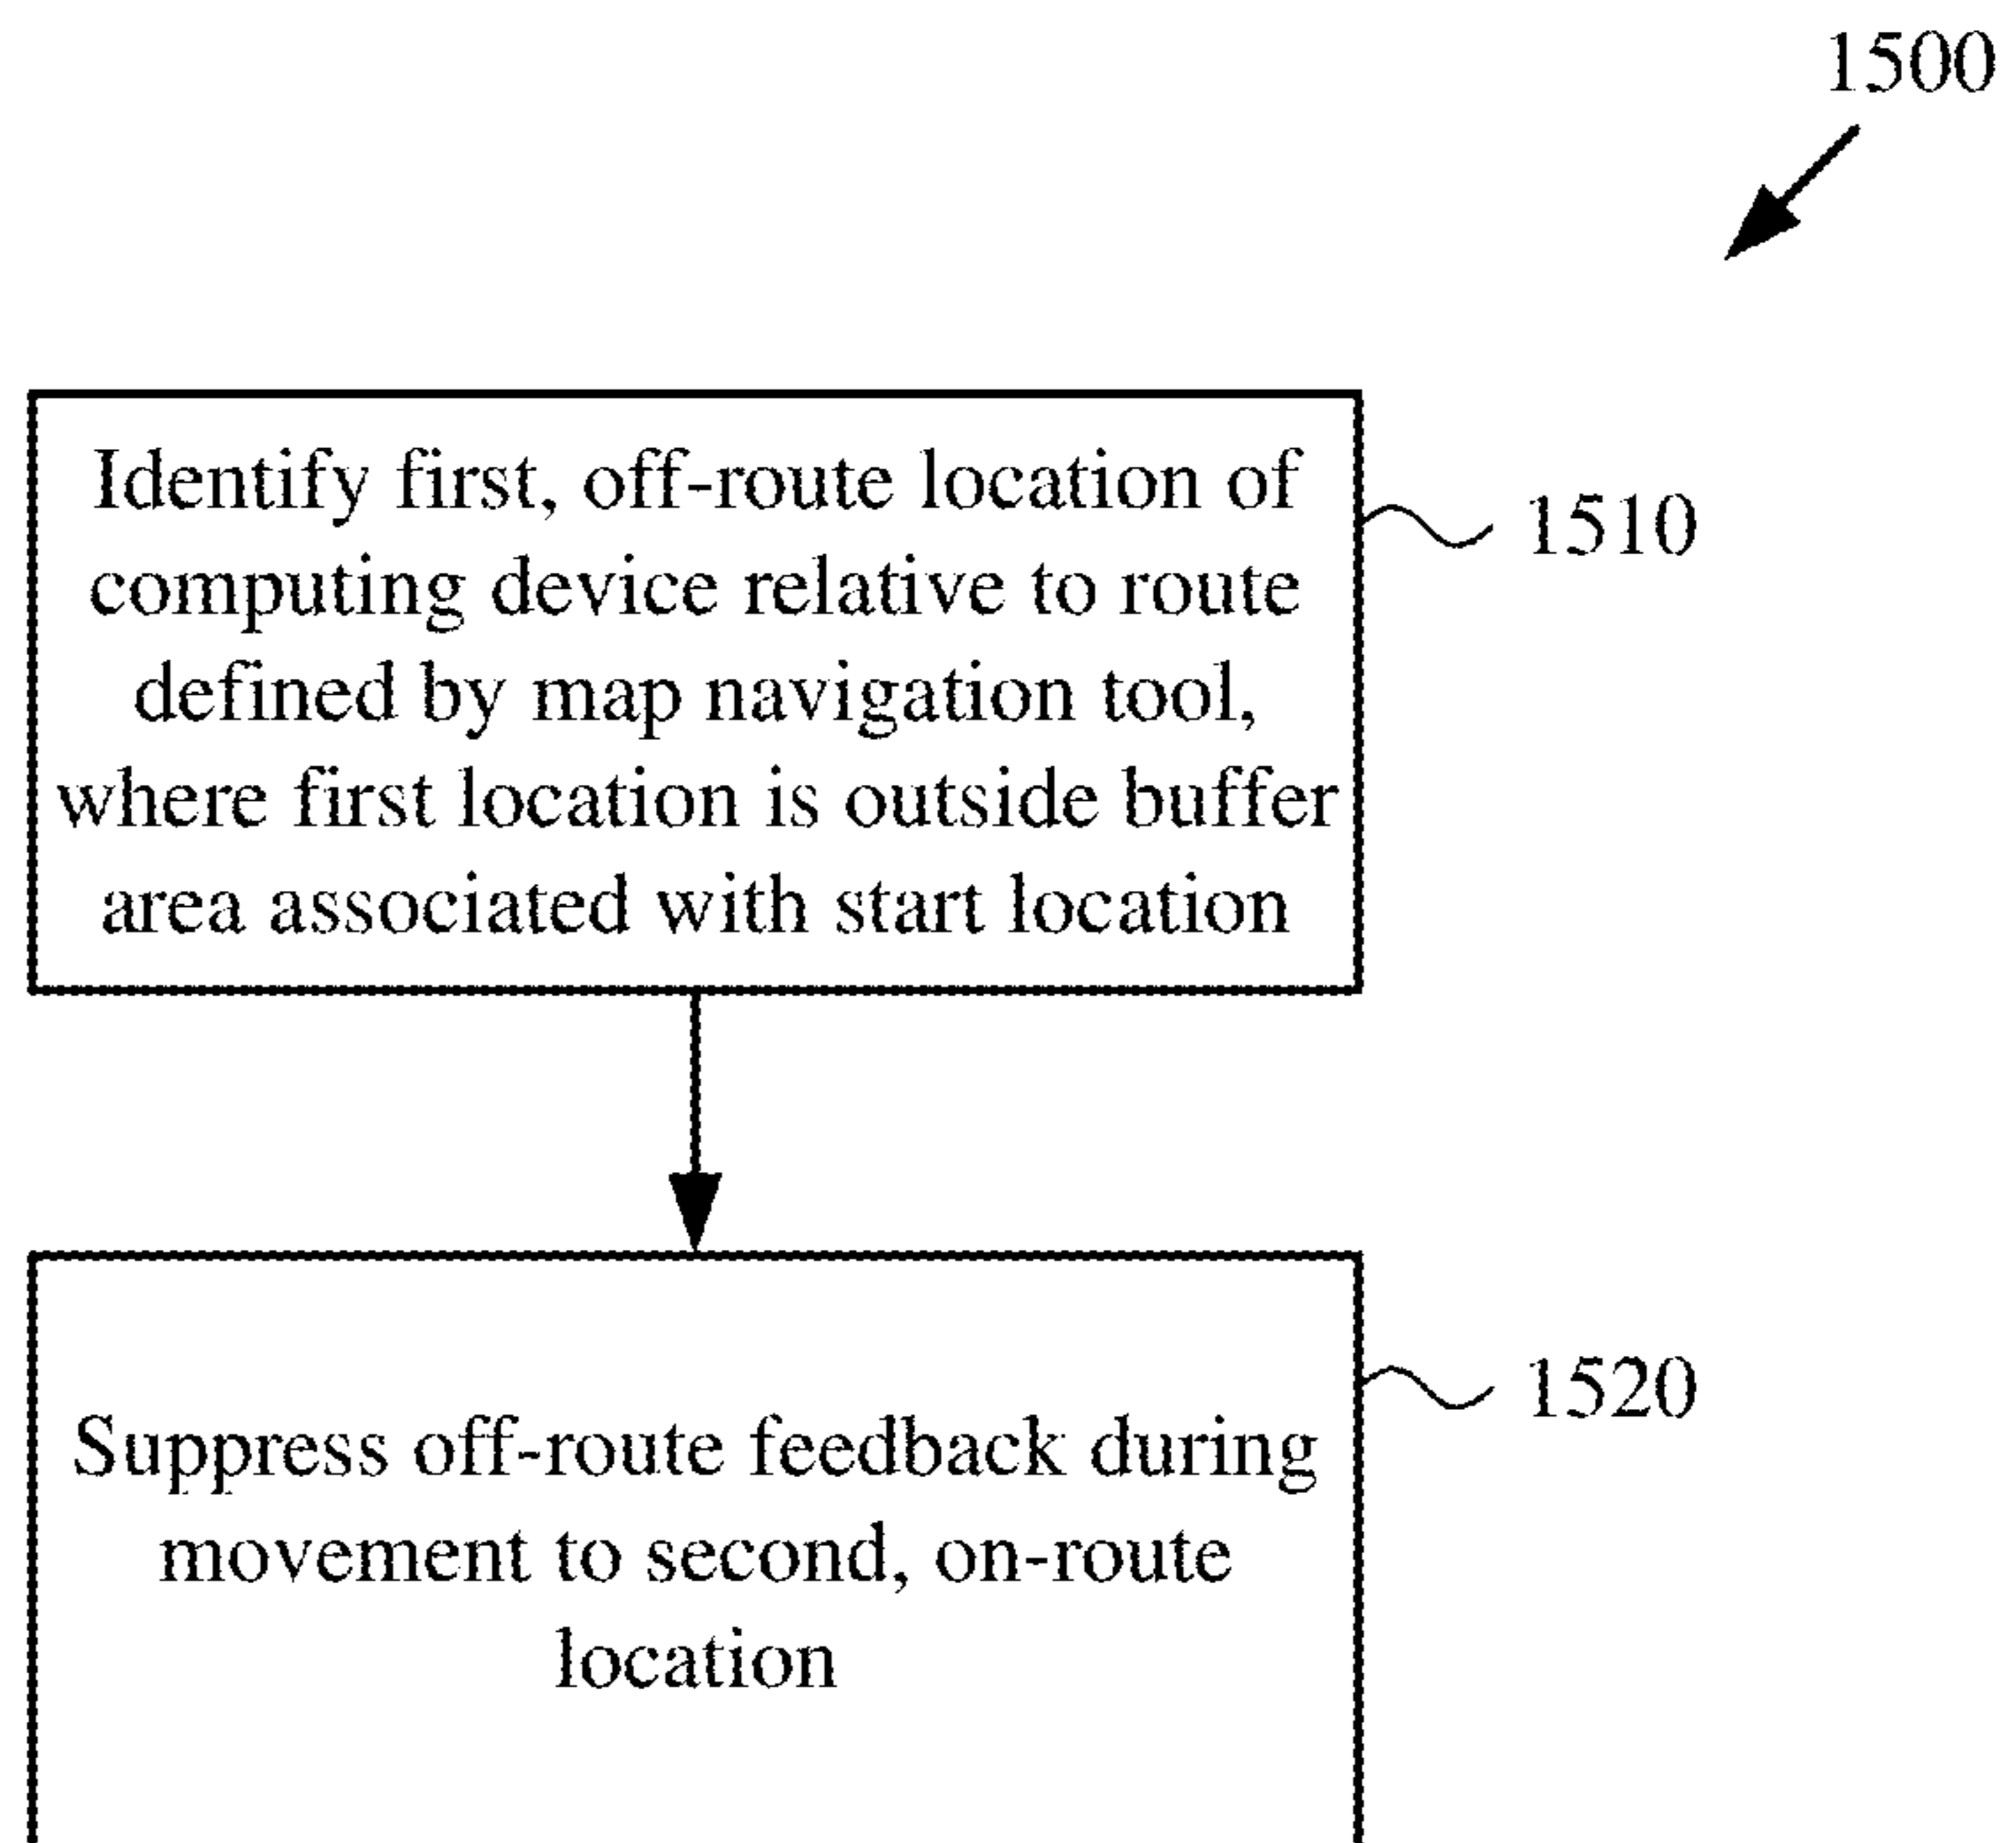 1500
Identify first, off-route location of
computing device relative to route
defined by map navigation tool,
where first location is outside buffer
area associated with start location
1510
Suppress off-route feedback during
movement to second, on-route
location
1520